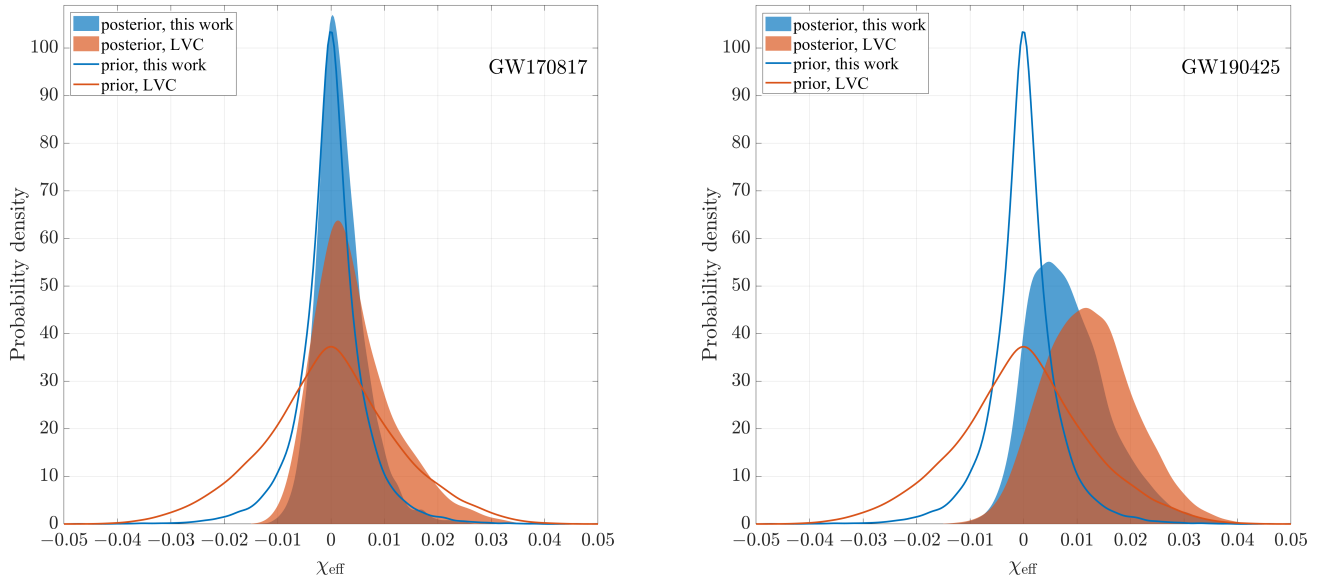 posterior, this work
posterior, LVC
prior, this work
prior, LVC
GW170817
Probability density
100
90
80
70
60
50
40
30
20
10
0
−0.05 −0.04 −0.03 −0.02 −0.01 0 0.01 0.02 0.03 0.04 0.05
χeff
posterior, this work
posterior, LVC
prior, this work
prior, LVC
GW190425
Probability density
100
90
80
70
60
50
40
30
20
10
0
−0.05 −0.04 −0.03 −0.02 −0.01 0 0.01 0.02 0.03 0.04 0.05
χeff